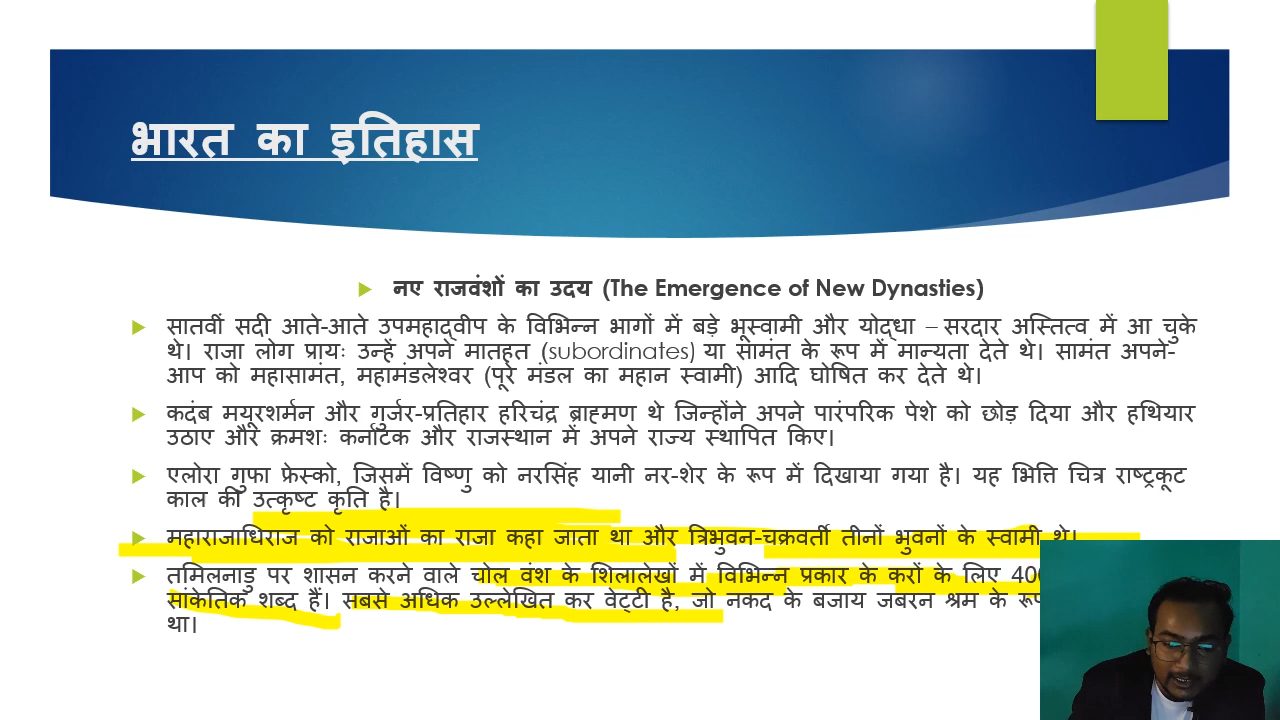 भारत का इतिहास
नए राजवंशों का उदय (The Emergence of New Dynasties)
सातवीं सदी आते-आते उपमहाद्वीप के विभिन्न भागों में बड़े भूस्वामी और योद्धा – सरदार अस्तित्व में आ चुके
थे। राजा लोग प्रायः उन्हें अपने मातहत (subordinates) या सामंत के रूप में मान्यता देते थे। सामंत अपने-
आप को महासामंत, महामंडलेश्वर (पूरे मंडल का महान स्वामी) आदि घोषित कर देते थे।
कदंब मयूरशर्मन और गुर्जर-प्रतिहार हरिचंद्र ब्राह्मण थे जिन्होंने अपने पारंपरिक पेशे को छोड़ दिया और हथियार
उठाए और क्रमशः कर्नाटक और राजस्थान में अपने राज्य स्थापित किए।
एलोरा गुफा फ्रेस्को, जिसमें विष्णु को नरसिंह यानी नर-शेर के रूप में दिखाया गया है। यह भित्ति चित्र राष्ट्रकूट
काल की उत्कृष्ट कृति है।
महाराजाधिराज को राजाओं का राजा कहा जाता था और त्रिभुवन-चक्रवर्ती तीनों भुवनों के स्वामी थे।
तमिलनाडु पर शासन करने वाले चोल वंश के शिलालेखों में विभिन्न प्रकार के करों के लिए
सांकेतिक शब्द हैं। सबसे अधिक उल्लेखित कर वेट्टी है, जो नकद के बजाय जबरन श्रम के
था।